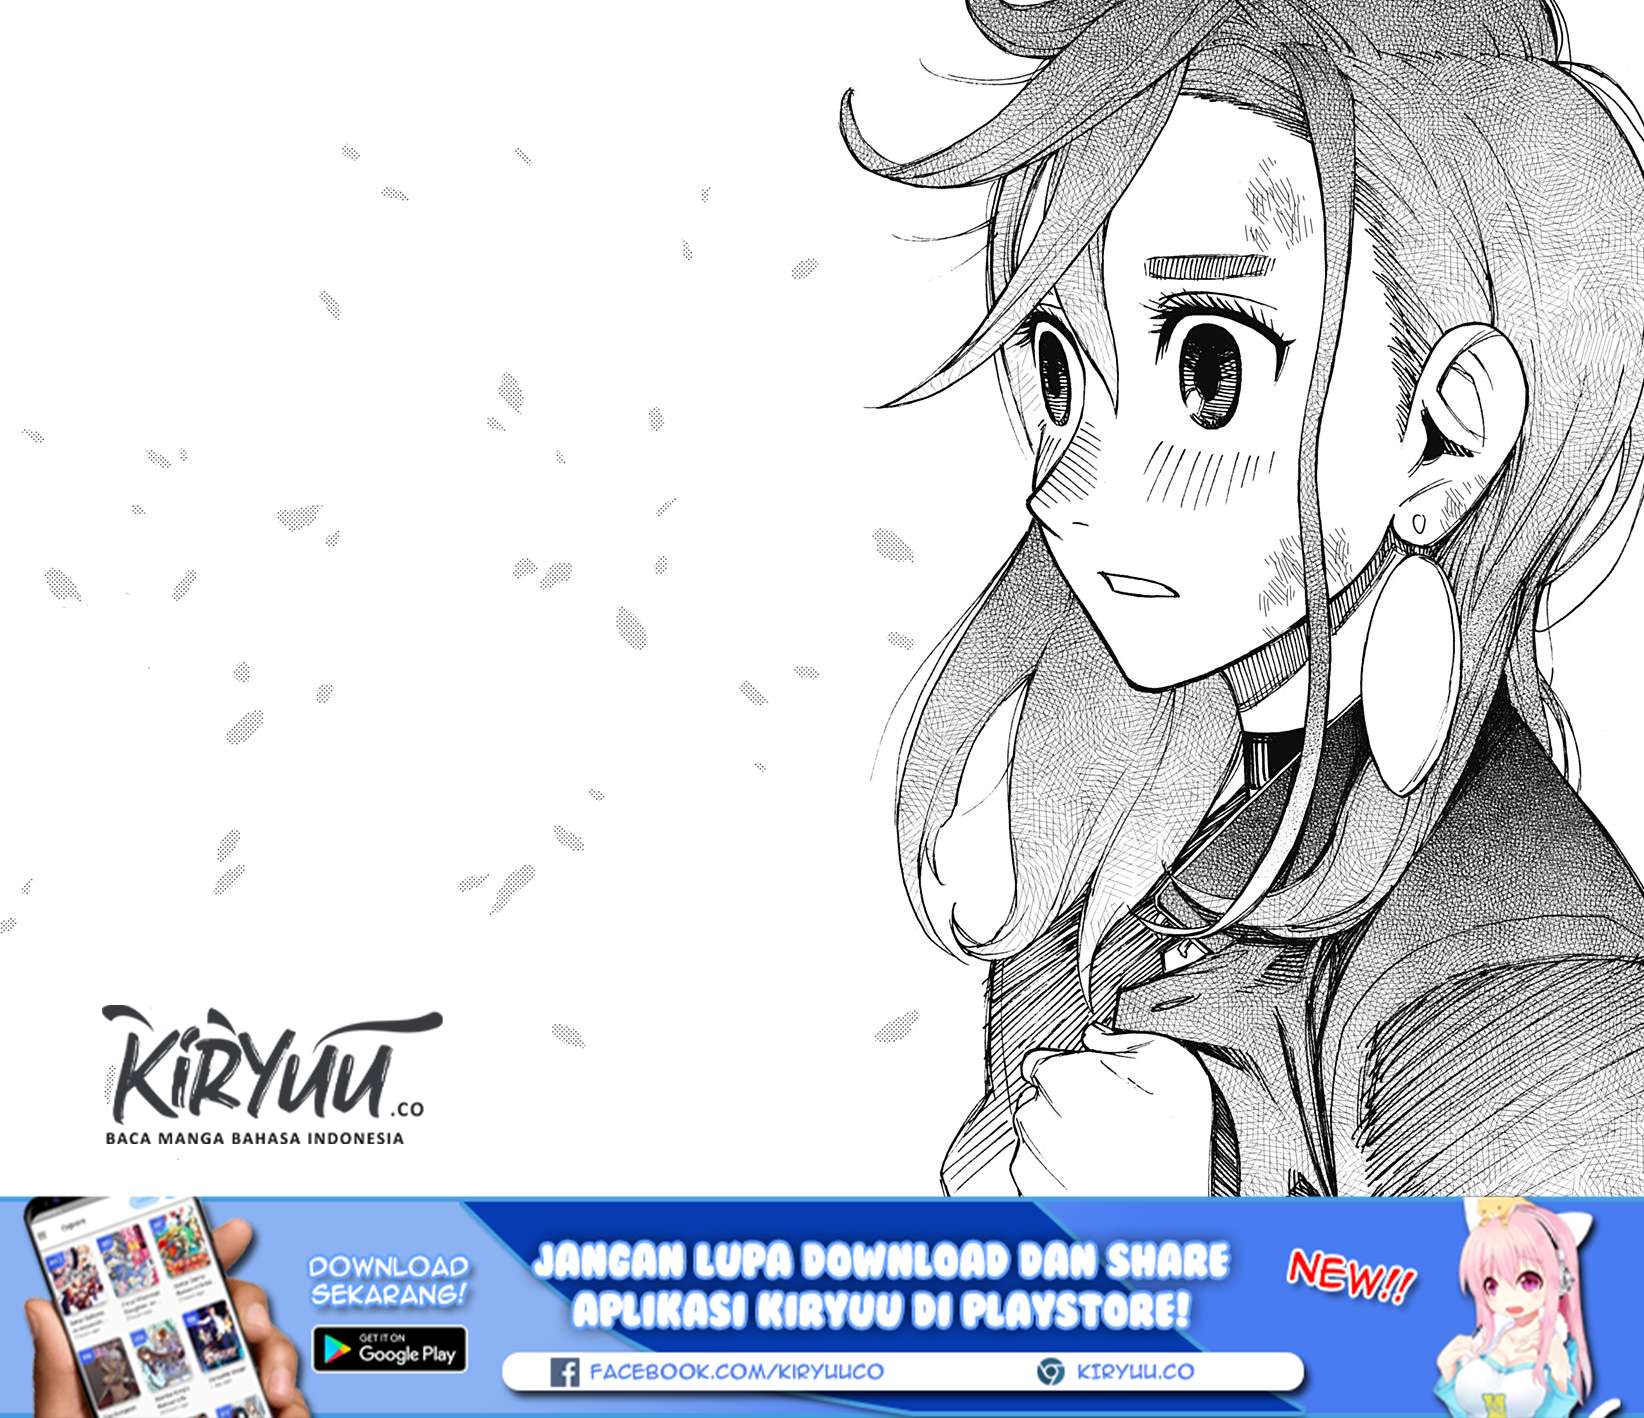 KIRYUU.CO
BACA MANGA BAHASA INDONESIA
DOWNLOAD
SEKARANG!
GET IT ON
Google Play
JANGAN LUPA DOWNLOAD DAN SHARE
APLIKASI KIRYUU DI PLAYSTORE!
FACEBOOK.COM/KIRYUUCO
KIRYUU.CO
NEW!!